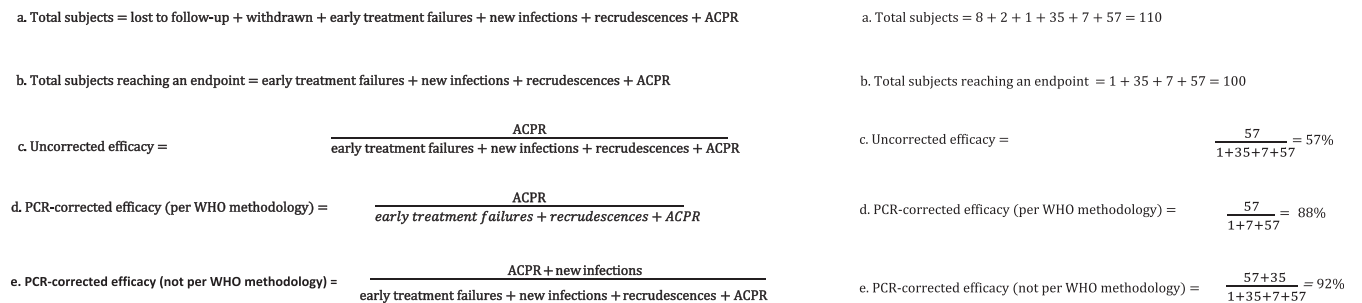 a. Total subjects = lost to follow-up + withdrawn + early treatment failures + new infections + recrudescences + ACPR
a. Total subjects = 8 + 2 + 1 + 35 + 7 + 57 = 110
b. Total subjects reaching an endpoint = early treatment failures + new infections + recrudescences + ACPR
b. Total subjects reaching an endpoint = 1 + 35 + 7 + 57 = 100
c. Uncorrected efficacy =
ACPR
early treatment failures + new infections + recrudescences + ACPR
c. Uncorrected efficacy =
57
1+35+7+57
= 57%
d. PCR-corrected efficacy (per WHO methodology) =
ACPR
early treatment failures + recrudescences + ACPR
d. PCR-corrected efficacy (per WHO methodology) =
57
1+7+57
= 88%
e. PCR-corrected efficacy (not per WHO methodology) =
ACPR + new infections
early treatment failures + new infections + recrudescences + ACPR
e. PCR-corrected efficacy (not per WHO methodology) =
57+35
1+35+7+57
= 92%